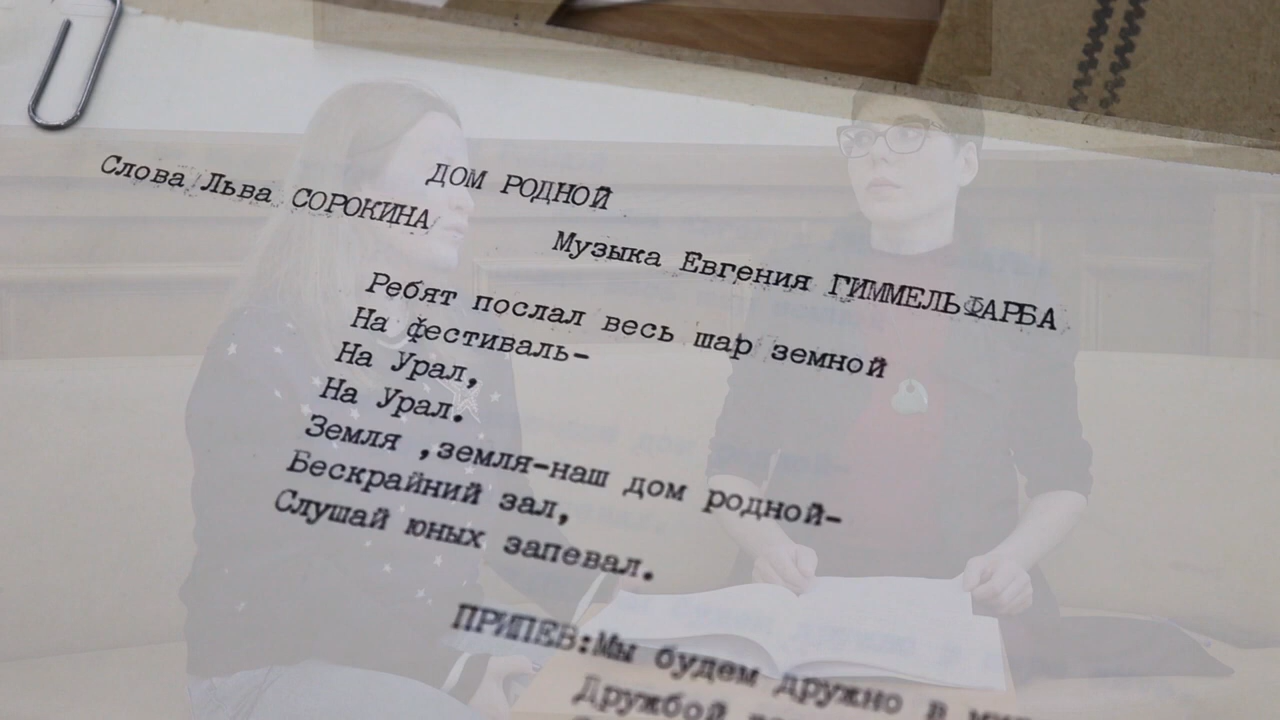 ДОМ РОДНОЙ
Слова Льва СОРОКИНА
Музыка Евгения ГИММЕЛЬФАРБА
Ребят послал весь шар земной
На фестиваль-
На Урал,
На Урал.
Земля ,земля-наш дом родной-
Бескрайний зал,
Слушай юных запевал.
ПРИПЕВ:Мы будем дружно в
Дружбой